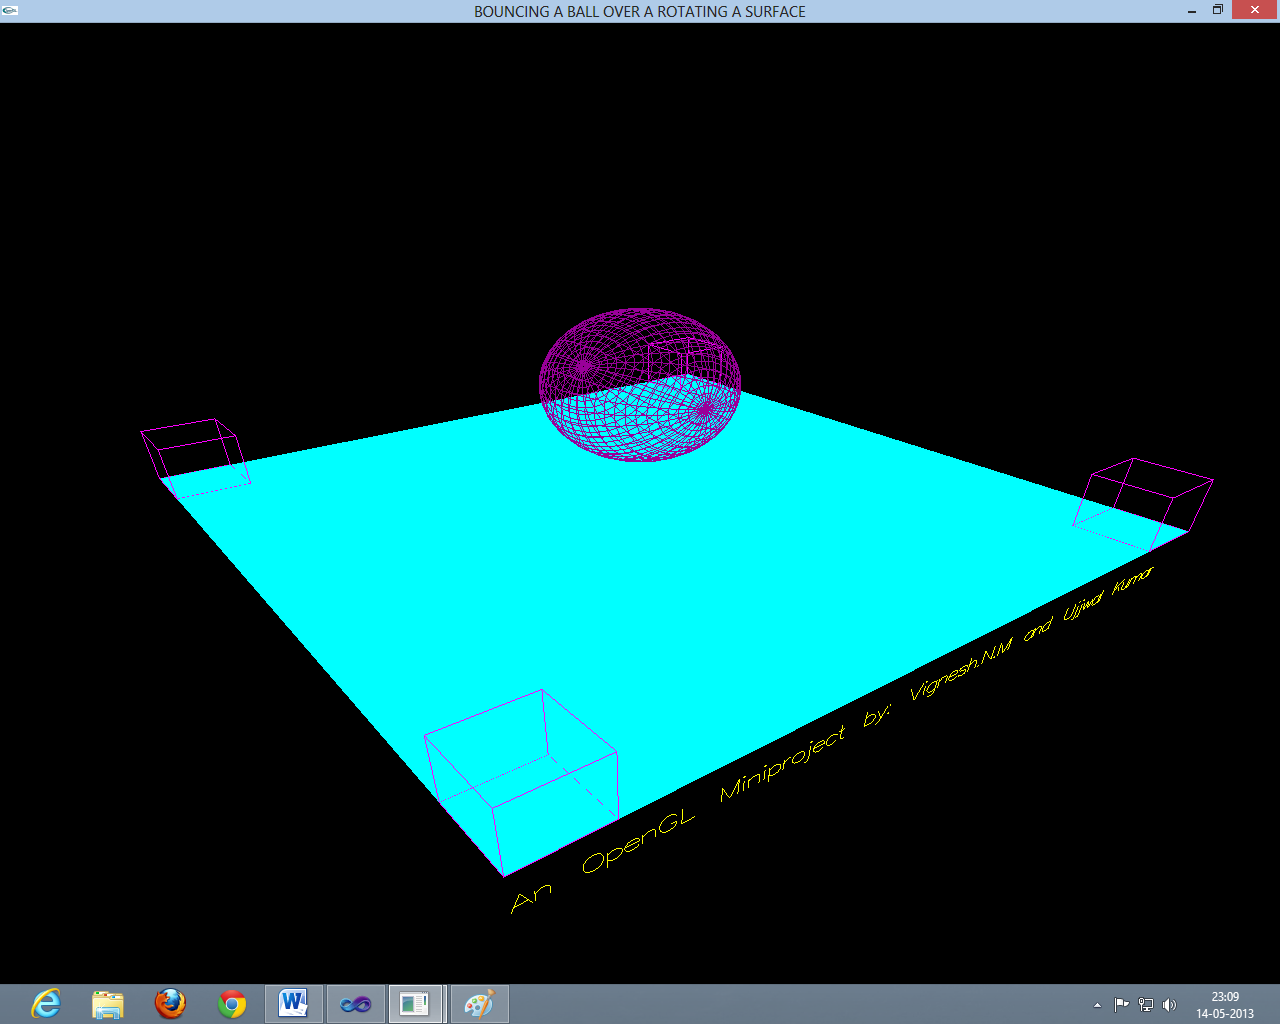 BOUNCING A BALL OVER A ROTATING A SURFACE
An OpenGL Miniproject by: Vignesh.N.M and Ujjwal Kumar
23:09
14-05-2013